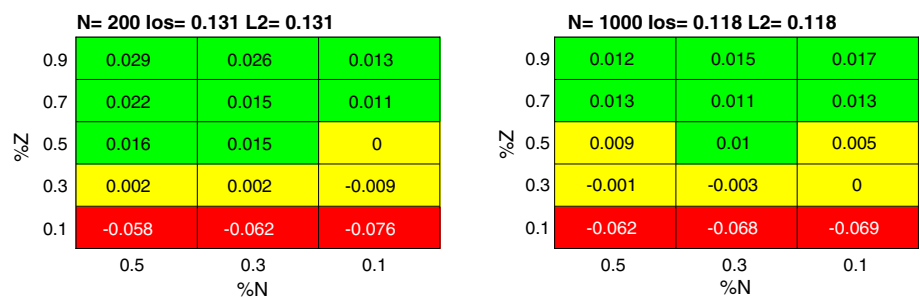 N= 200 los= 0.131 L2= 0.131
0.9 0.029 0.026 0.013
0.7 0.022 0.015 0.011
0.5 0.016 0.015 0
0.3 0.002 0.002 -0.009
0.1 -0.058 -0.062 -0.076
%Z
0.5 0.3 0.1
%N
N= 1000 los= 0.118 L2= 0.118
0.9 0.012 0.015 0.017
0.7 0.013 0.011 0.013
0.5 0.009 0.01 0.005
0.3 -0.001 -0.003 0
0.1 -0.062 -0.068 -0.069
%Z
0.5 0.3 0.1
%N